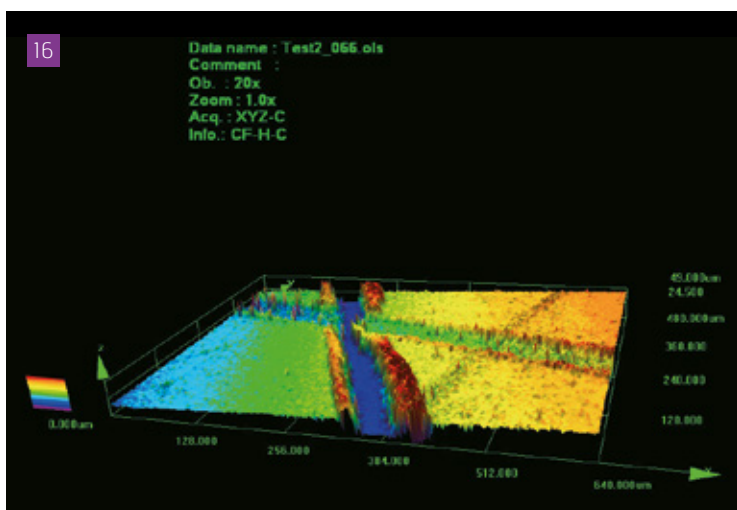 16
Data name : Test2_066.ols
Comment :
Ob. : 20x
Zoom : 1.0x
Acq. : XYZ-C
Info.: CF-H-C
49.000um
24.500
480.000um
360.000
240.000
120.000
Z
Y
X
0.000um
128.000
256.000
384.000
512.000
640.000um